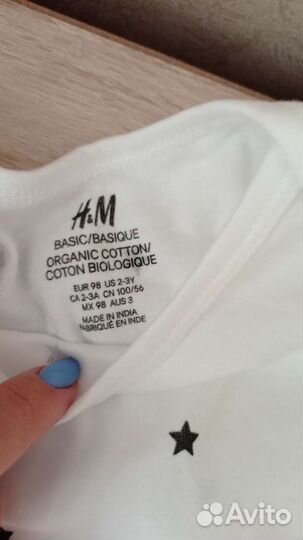 H&M
BASIC/BASIQUE
ORGANIC COTTON/
COTON BIOLOGIQUE
EUR 98 US 2-3Y
CA 2-3A CN 100/56
MX 98 AUS 3
MADE IN INDIA
FABRIQUÉ EN INDE
Avito